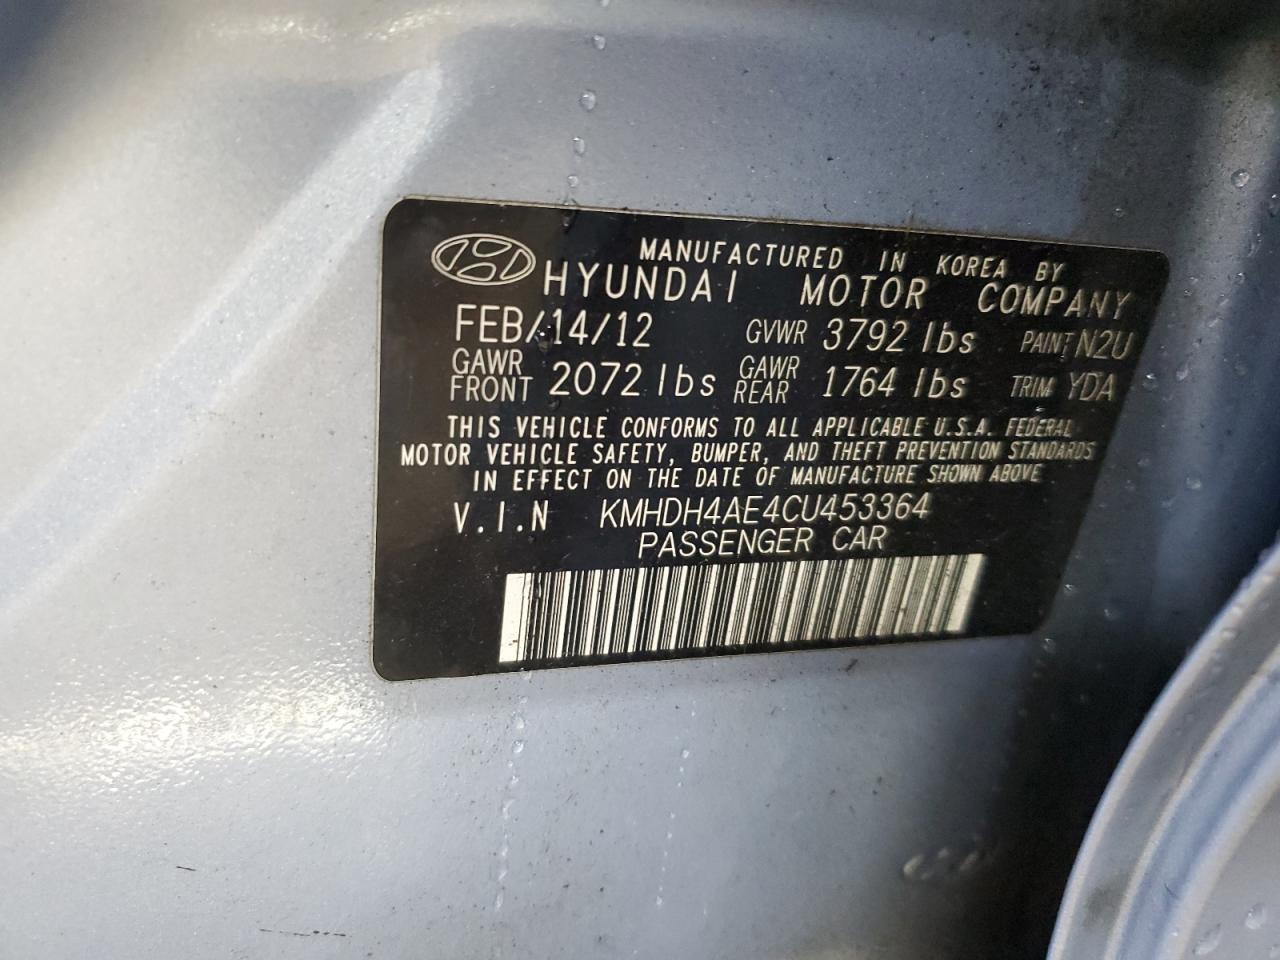 MANUFACTURED IN KOREA BY
HYUNDAI MOTOR COMPANY
FEB/14/12 GVWR 3792 lbs PAINT N2U
GAWR FRONT 2072 lbs GAWR REAR 1764 lbs TRIM YDA
THIS VEHICLE CONFORMS TO ALL APPLICABLE U.S.A. FEDERAL
MOTOR VEHICLE SAFETY, BUMPER, AND THEFT PREVENTION STANDARDS
IN EFFECT ON THE DATE OF MANUFACTURE SHOWN ABOVE
V.I.N KMHDH4AE4CU453364
PASSENGER CAR